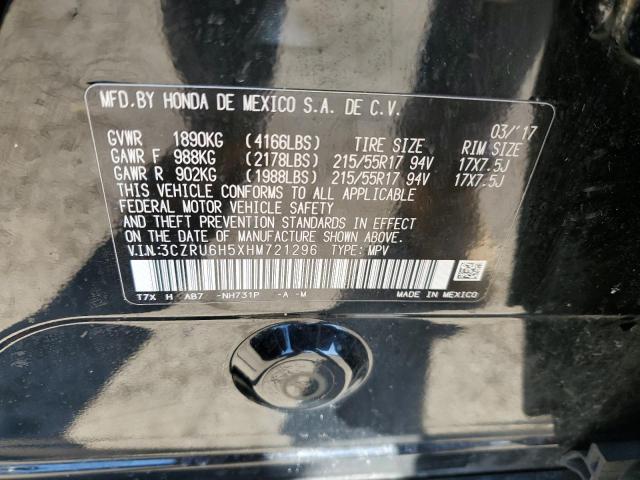 MFD.BY HONDA DE MEXICO S.A. DE C.V.
03/'17
GVWR 1890KG (4166LBS) TIRE SIZE RIM SIZE
GAWR F 988KG (2178LBS) 215/55R17 94V 17X7.5J
GAWR R 902KG (1988LBS) 215/55R17 94V 17X7.5J
THIS VEHICLE CONFORMS TO ALL APPLICABLE
FEDERAL MOTOR VEHICLE SAFETY
AND THEFT PREVENTION STANDARDS IN EFFECT
ON THE DATE OF MANUFACTURE SHOWN ABOVE.
V.I.N:3CZRU6H5XHM721296 TYPE: MPV
T7X H AB7 -NH731P -A -M MADE IN MEXICO